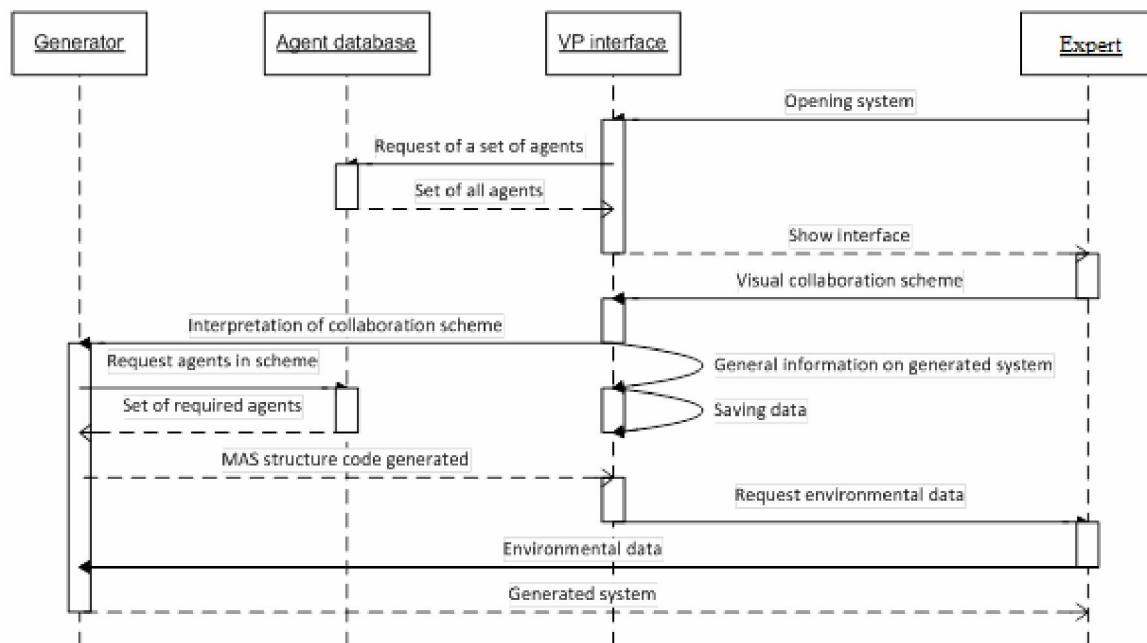 Generator
Agent database
VP interface
Expert
Opening system
Request of a set of agents
Set of all agents
Show interface
Visual collaboration scheme
Interpretation of collaboration scheme
Request agents in scheme
General information on generated system
Set of required agents
Saving data
MAS structure code generated
Request environmental data
Environmental data
Generated system